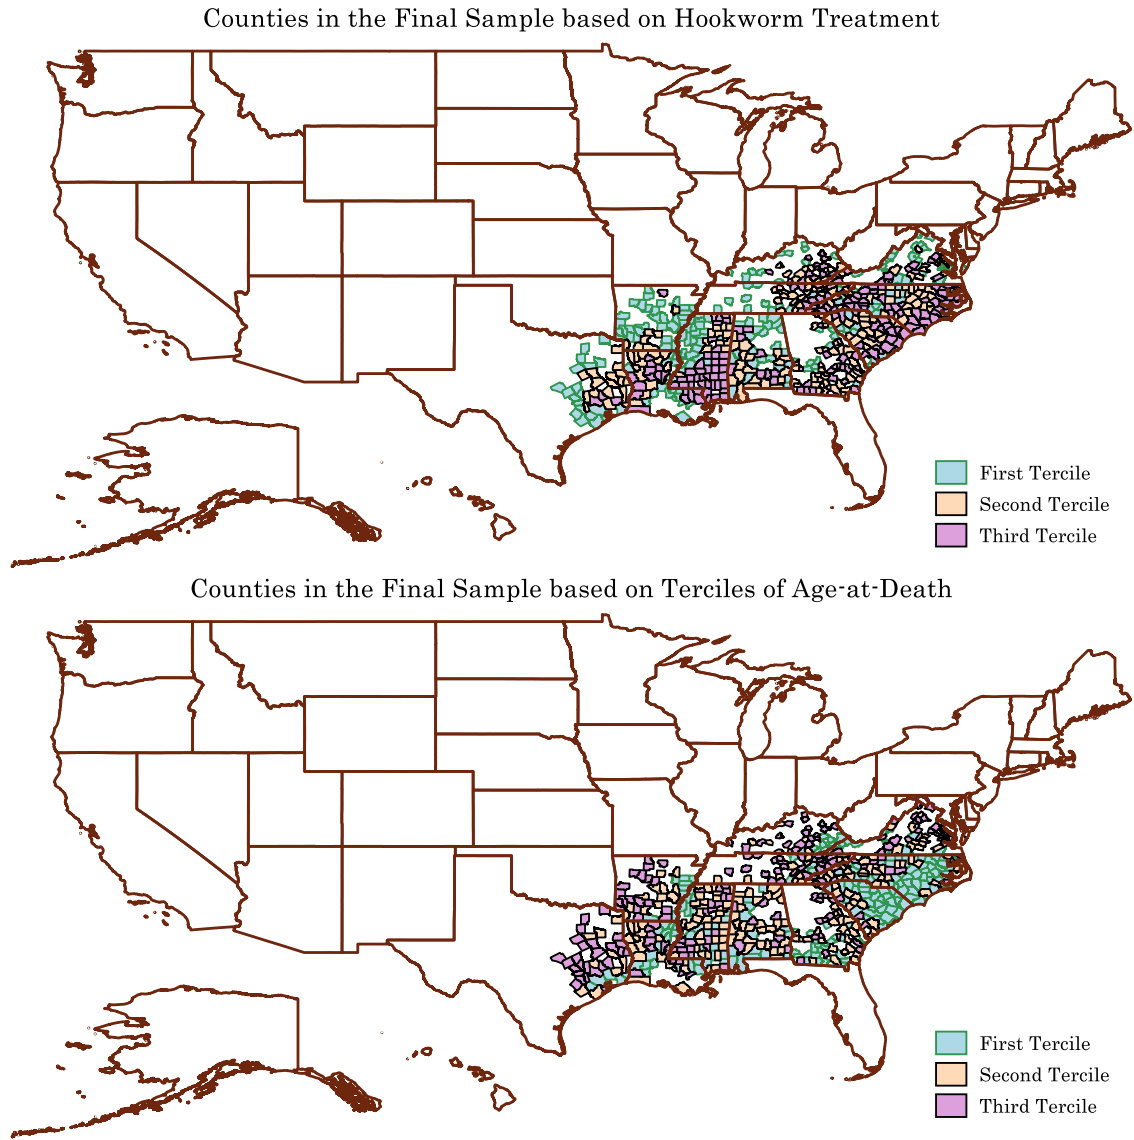 Counties in the Final Sample based on Hookworm Treatment
First Tercile
Second Tercile
Third Tercile
Counties in the Final Sample based on Terciles of Age-at-Death
First Tercile
Second Tercile
Third Tercile